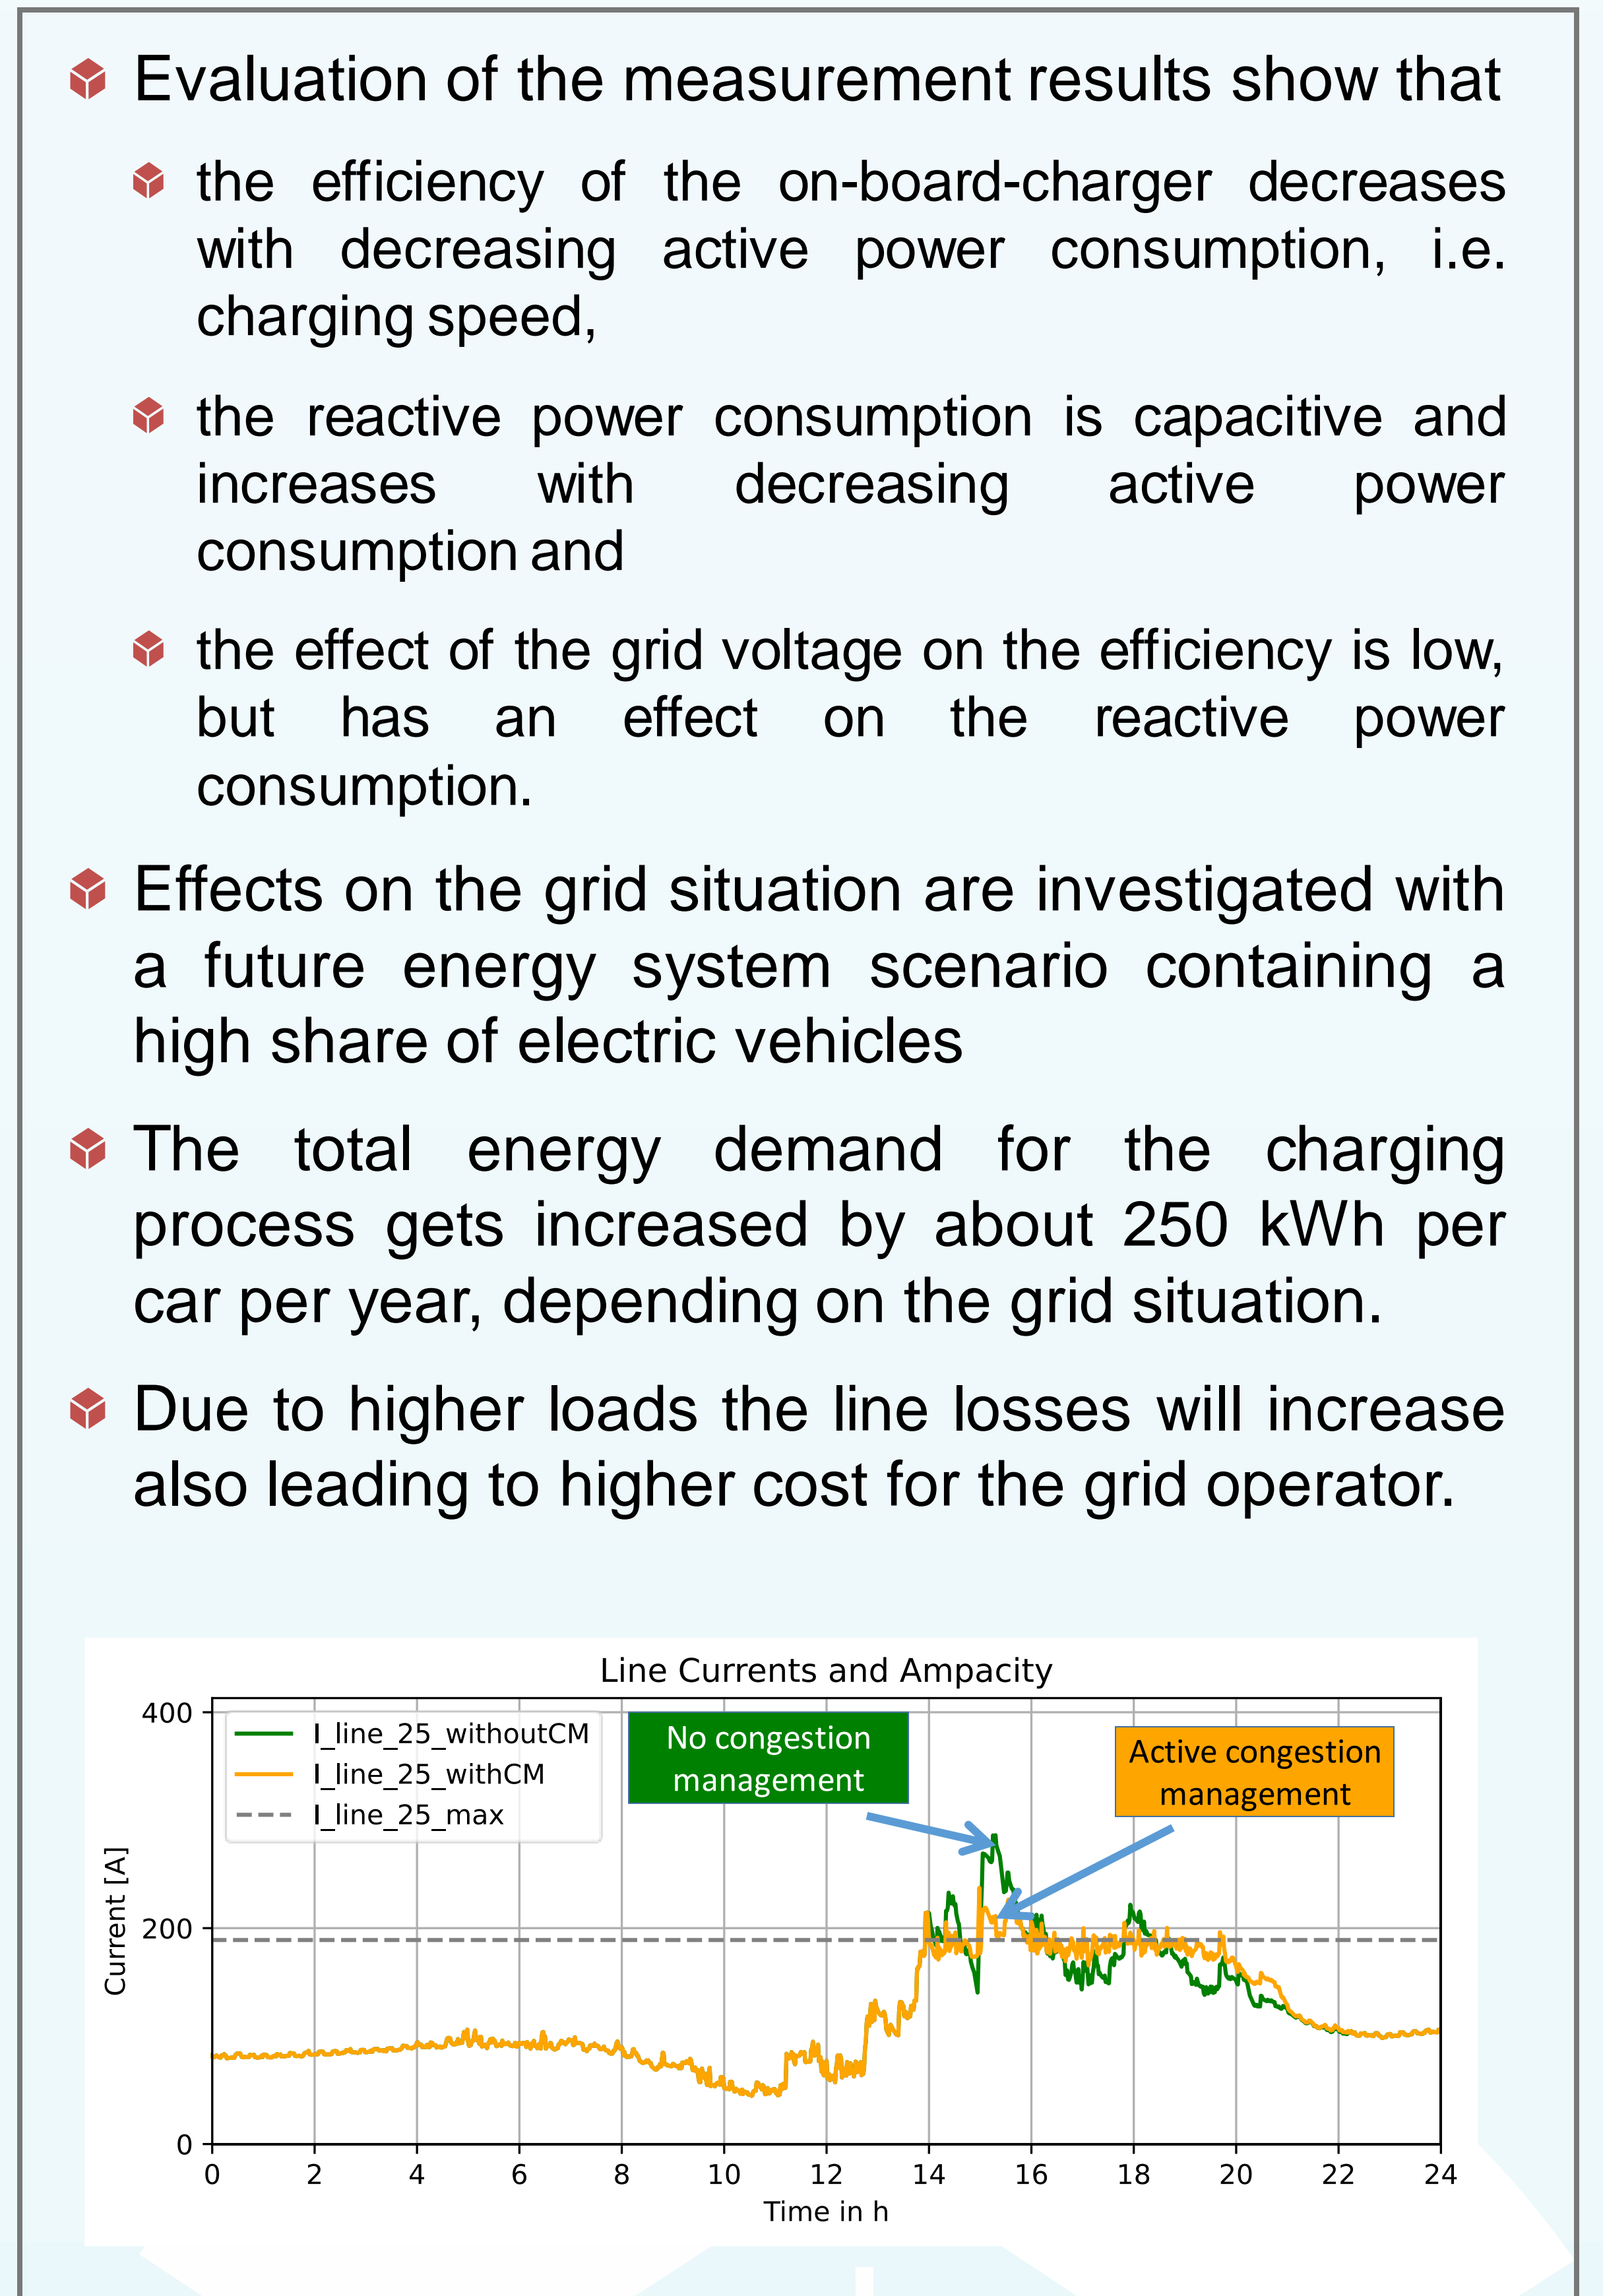 Evaluation of the measurement results show that
the efficiency of the on-board-charger decreases
with decreasing active power consumption, i.e.
charging speed,
the reactive power consumption is capacitive and
increases with decreasing active power
consumption and
the effect of the grid voltage on the efficiency is low,
but has an effect on the reactive power
consumption.
Effects on the grid situation are investigated with
a future energy system scenario containing a
high share of electric vehicles
The total energy demand for the charging
process gets increased by about 250 kWh per
car per year, depending on the grid situation.
Due to higher loads the line losses will increase
also leading to higher cost for the grid operator.
Line Currents and Ampacity
400
200
0
Current [A]
I_line_25_withoutCM
I_line_25_withCM
I_line_25_max
No congestion
management
Active congestion
management
0 2 4 6 8 10 12 14 16 18 20 22 24
Time in h